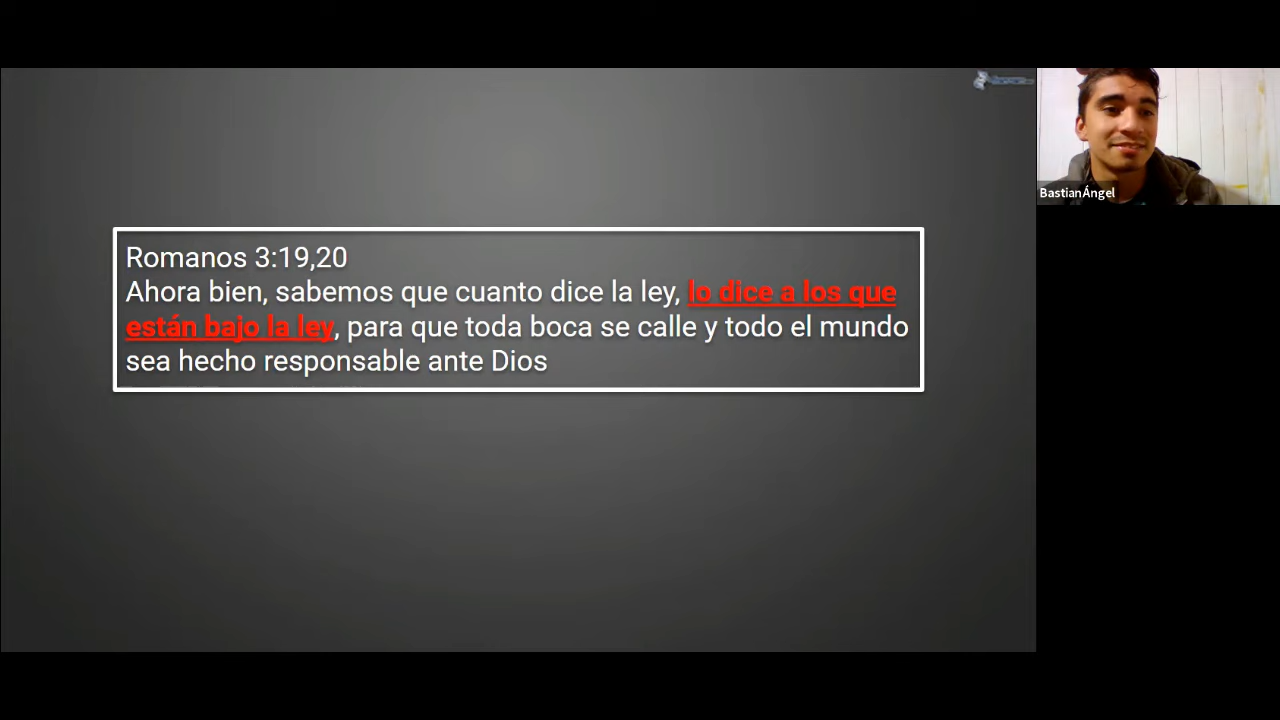 Romanos 3:19,20
Ahora bien, sabemos que cuanto dice la ley, lo dice a los que
están bajo la ley, para que toda boca se calle y todo el mundo
sea hecho responsable ante Dios
BastianÁngel